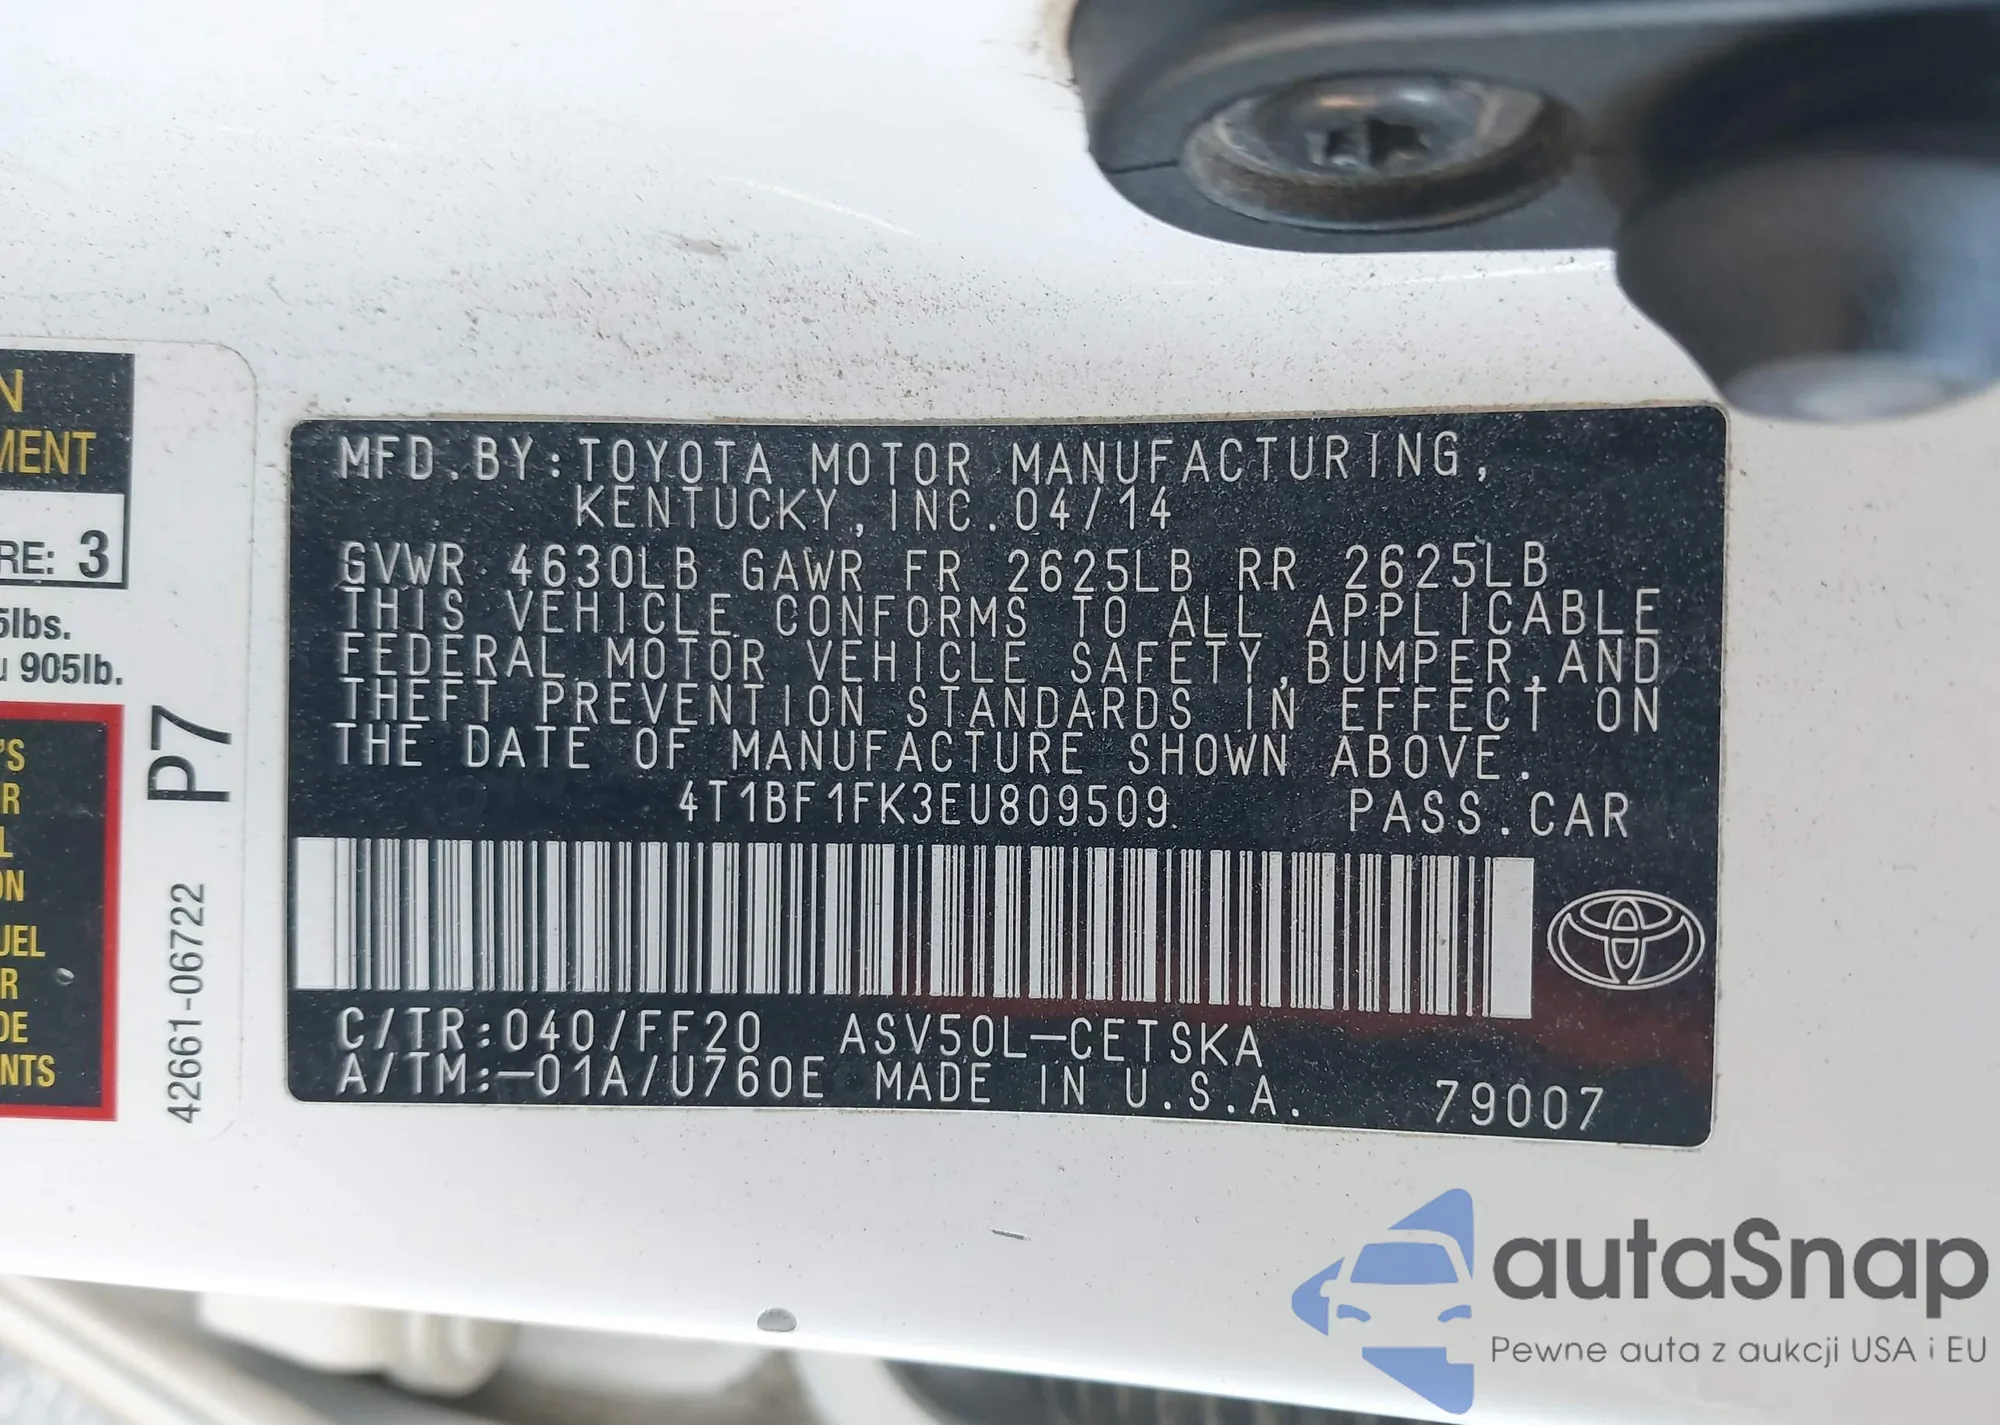 N
MENT
RE: 3
5lbs.
905lb.
'S
R
L
ON
UEL
R
DE
NTS
P7
42661-06722
MFD.BY:TOYOTA MOTOR MANUFACTURING,
KENTUCKY,INC.04/14
GVWR 4630LB GAWR FR 2625LB RR 2625LB
THIS VEHICLE CONFORMS TO ALL APPLICABLE
FEDERAL MOTOR VEHICLE SAFETY,BUMPER,AND
THEFT PREVENTION STANDARDS IN EFFECT ON
THE DATE OF MANUFACTURE SHOWN ABOVE.
4T1BF1FK3EU809509 PASS.CAR
C/TR:040/FF20 ASV50L-CETSKA
A/TM:-01A/U760E MADE IN U.S.A. 79007
autaSnap
Pewne auta z aukcji USA i EU